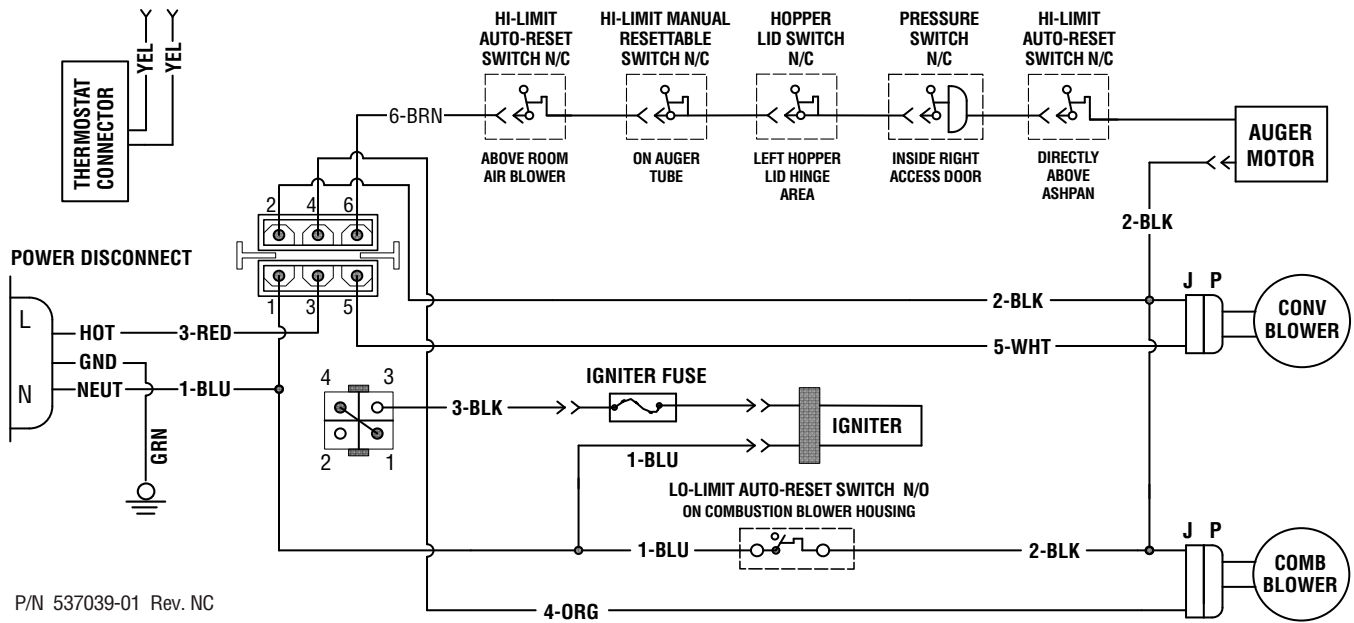 HI-LIMIT
AUTO-RESET
SWITCH N/C
HI-LIMIT MANUAL
RESETTABLE
SWITCH N/C
HOPPER
LID SWITCH
N/C
PRESSURE
SWITCH
N/C
HI-LIMIT
AUTO-RESET
SWITCH N/C
YEL
YEL
THERMOSTAT
CONNECTOR
6-BRN
ABOVE ROOM
AIR BLOWER
ON AUGER
TUBE
LEFT HOPPER
LID HINGE
AREA
INSIDE RIGHT
ACCESS DOOR
DIRECTLY
ABOVE
ASHPAN
AUGER
MOTOR
2-BLK
2 4 6
POWER DISCONNECT
1 3 5
L
HOT
3-RED
GND
N
NEUT
1-BLU
GRN
2-BLK
J P
CONV
BLOWER
5-WHT
4 3
2 1
3-BLK
IGNITER FUSE
IGNITER
1-BLU
LO-LIMIT AUTO-RESET SWITCH N/O
ON COMBUSTION BLOWER HOUSING
1-BLU
2-BLK
J P
COMB
BLOWER
4-ORG
P/N 537039-01 Rev. NC